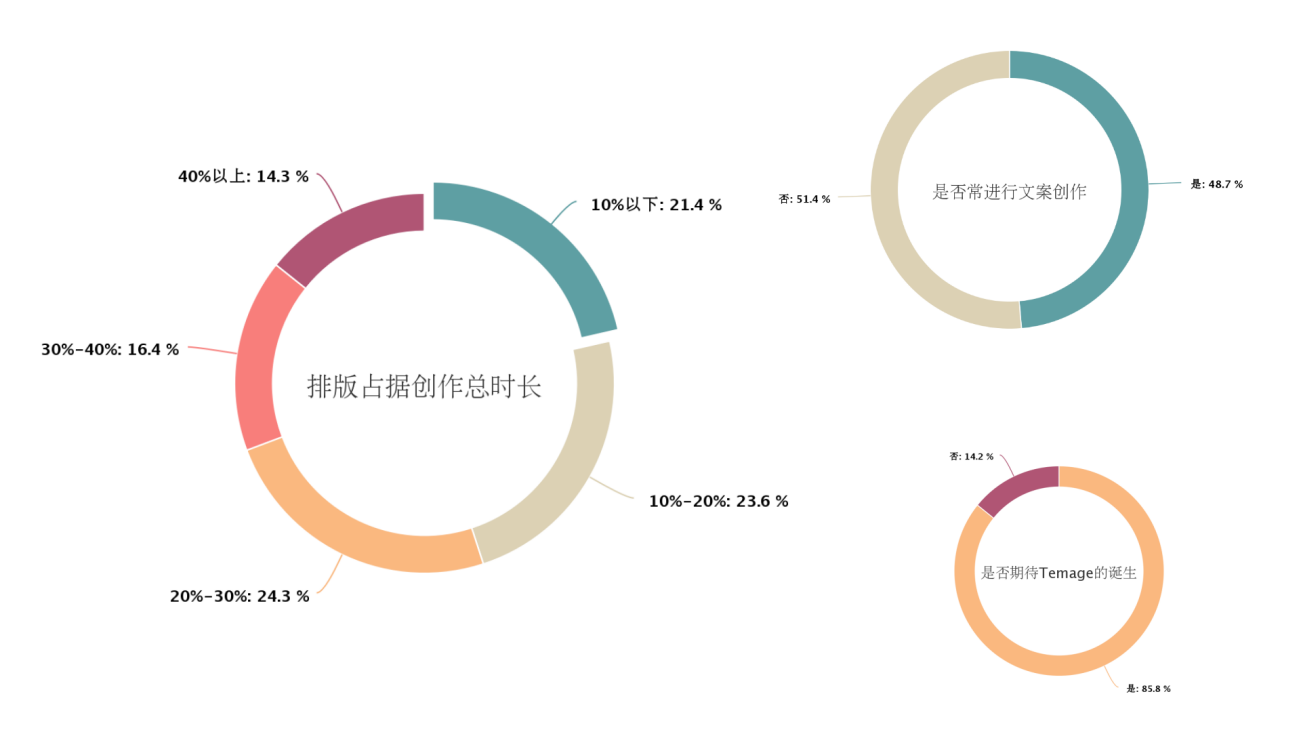 40%以上: 14.3 %
10%以下: 21.4 %
30%-40%: 16.4 %
排版占据创作总时长
10%-20%: 23.6 %
20%-30%: 24.3 %
否: 51.4 %
是否常进行文案创作
是: 48.7 %
否: 14.2 %
是否期待Temage的诞生
是: 85.8 %